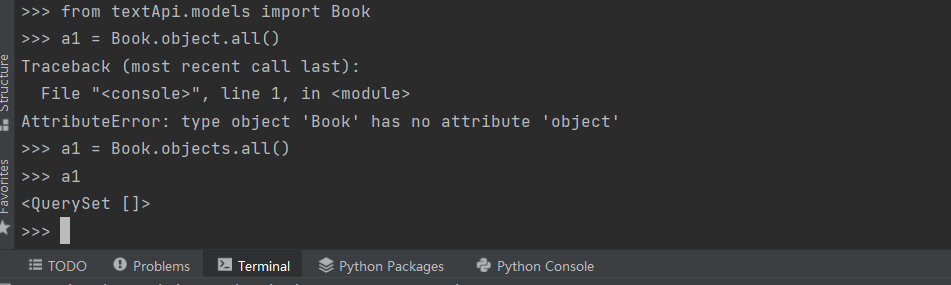 >>> from textApi.models import Book
>>> a1 = Book.object.all()
Traceback (most recent call last):
  File "<console>", line 1, in <module>
AttributeError: type object 'Book' has no attribute 'object'
>>> a1 = Book.objects.all()
>>> a1
<QuerySet []>
>>>
Structure
Favorites
TODO
Problems
Terminal
Python Packages
Python Console